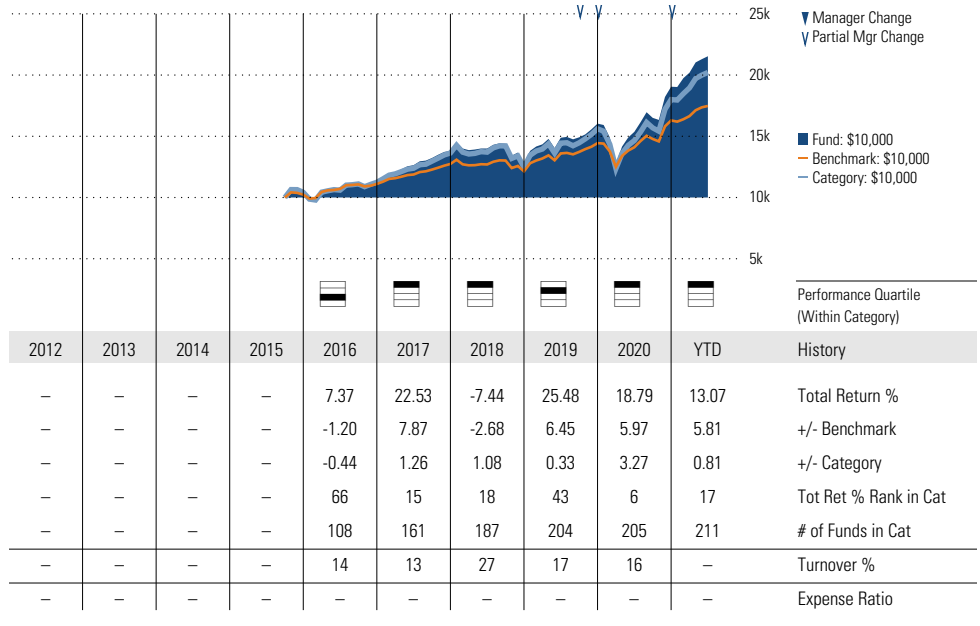 25k
▼ Manager Change
Partial Mgr Change
20k
15k
Fund: $10,000
Benchmark: $10,000
Category: $10,000
10k
5k
Performance Quartile
(Within Category)
2012 2013 2014 2015 2016 2017 2018 2019 2020 YTD History
– – – – 7.37 22.53 -7.44 25.48 18.79 13.07 Total Return %
– – – – -1.20 7.87 -2.68 6.45 5.97 5.81 +/- Benchmark
– – – – -0.44 1.26 1.08 0.33 3.27 0.81 +/- Category
– – – – 66 15 18 43 6 17 Tot Ret % Rank in Cat
– – – – 108 161 187 204 205 211 # of Funds in Cat
– – – – 14 13 27 17 16 – Turnover %
– – – – – – – – – – Expense Ratio